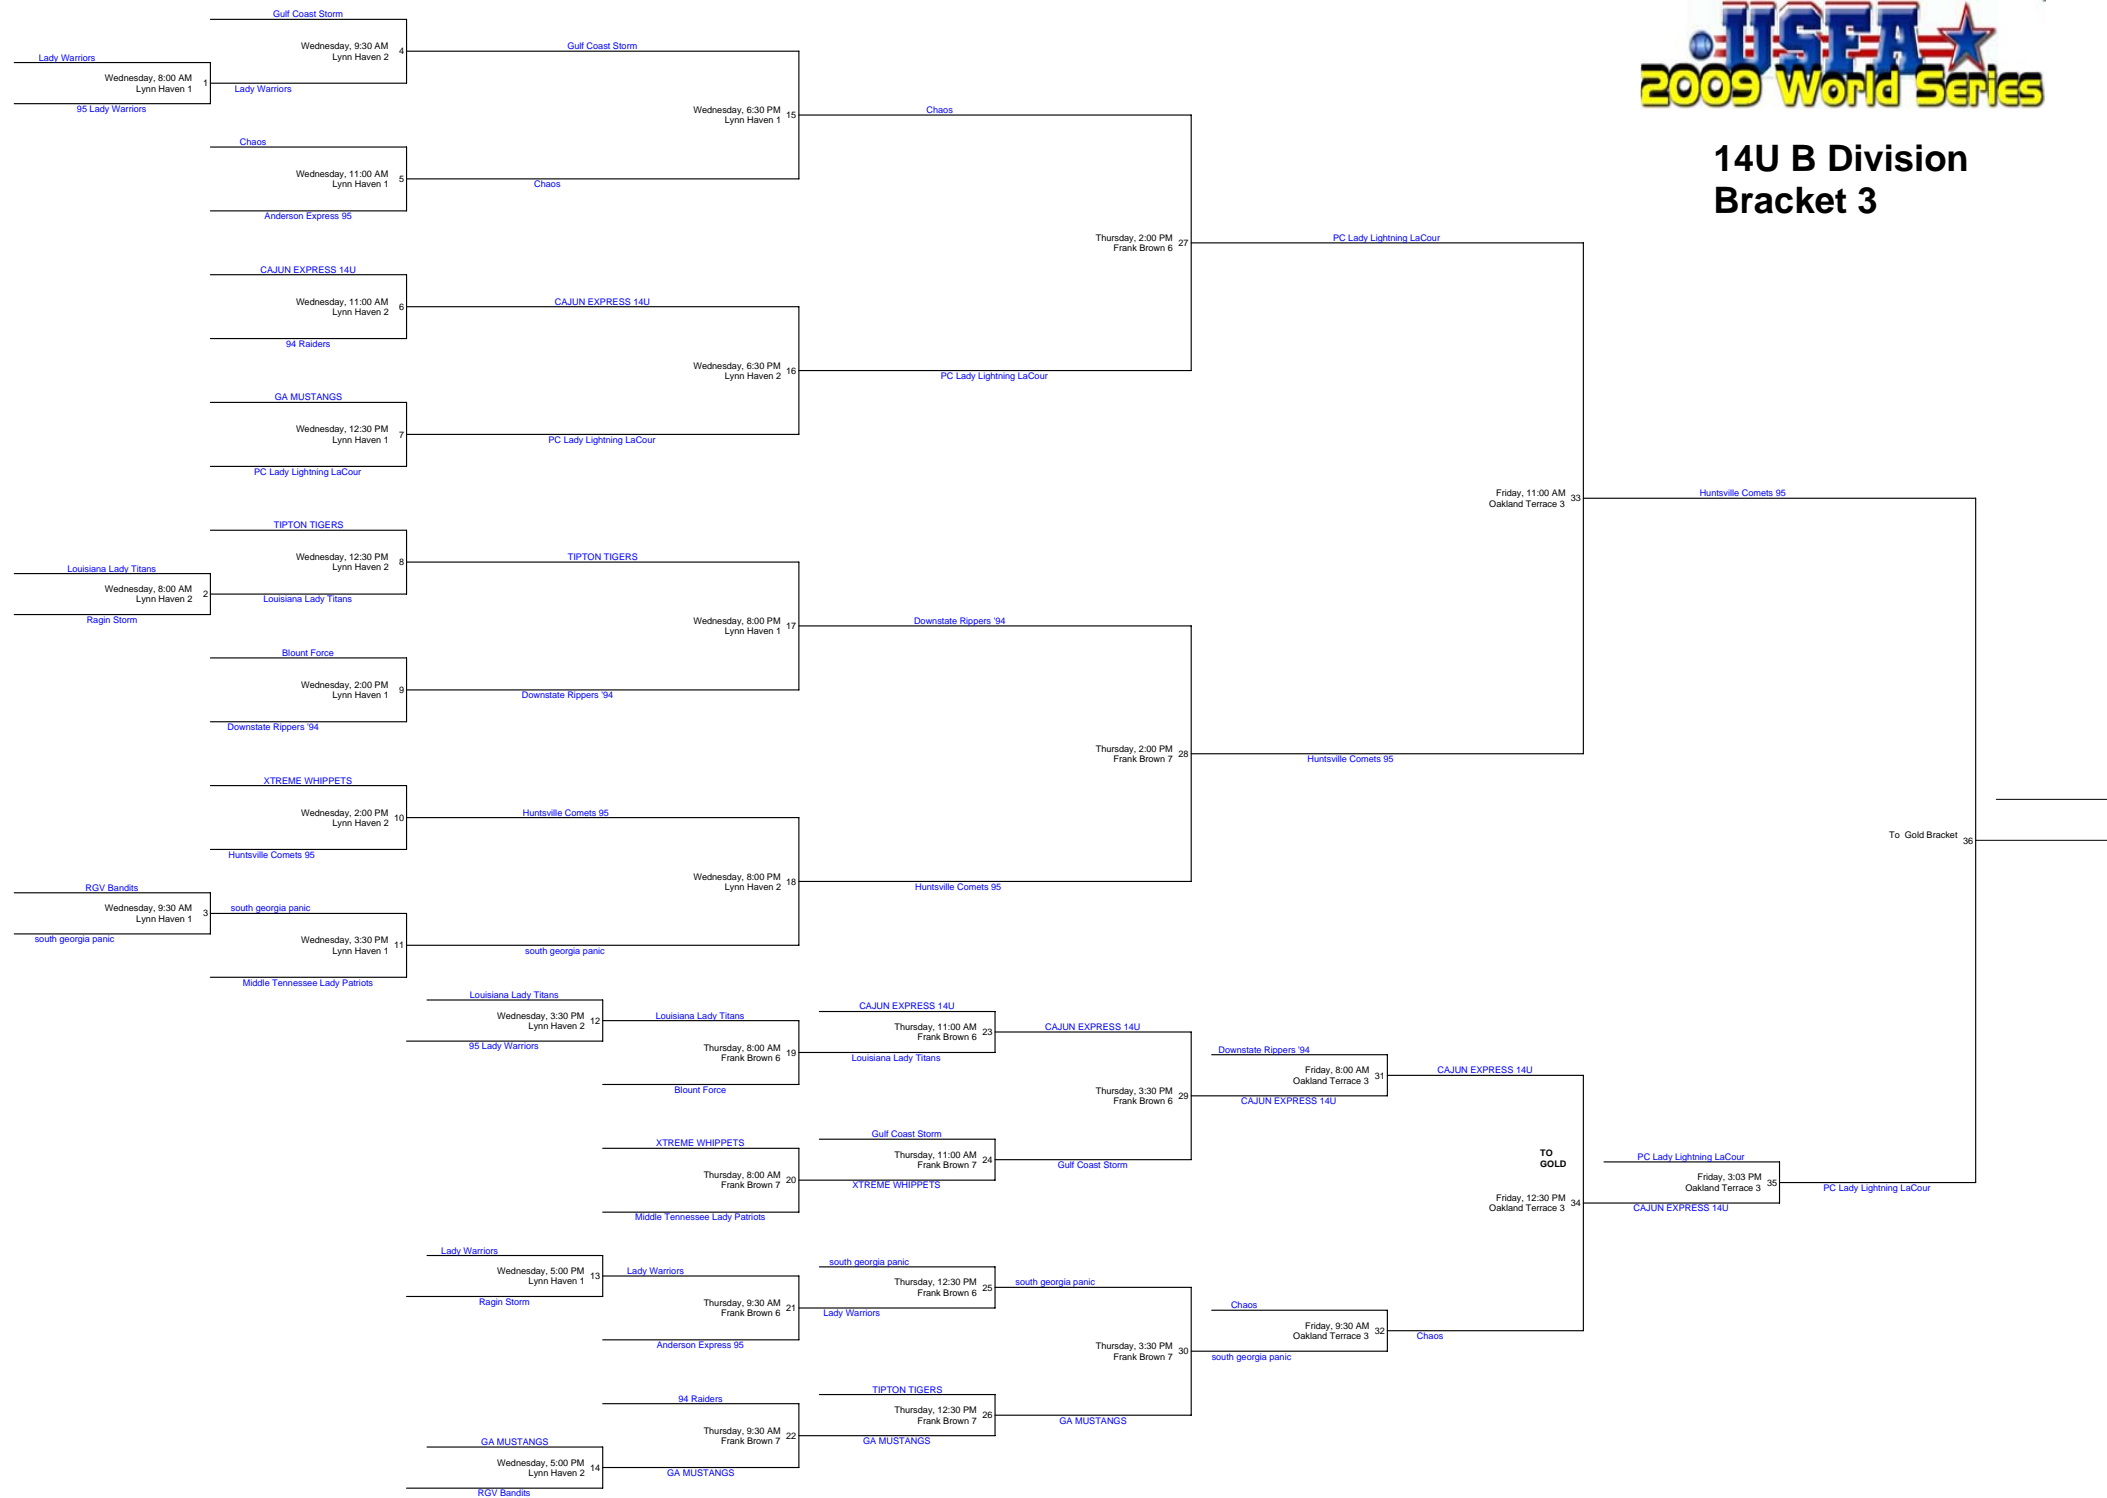 USFA
2009 World Series
14U B Division
Bracket 3
Gulf Coast Storm
Wednesday, 9:30 AM
Lynn Haven 2
4
Gulf Coast Storm
Lady Warriors
Wednesday, 8:00 AM
Lynn Haven 1
1
Lady Warriors
95 Lady Warriors
Wednesday, 6:30 PM
Lynn Haven 1
15
Chaos
Chaos
Wednesday, 11:00 AM
Lynn Haven 1
5
Chaos
Anderson Express 95
Thursday, 2:00 PM
Frank Brown 6
27
PC Lady Lightning LaCour
CAJUN EXPRESS 14U
Wednesday, 11:00 AM
Lynn Haven 2
6
CAJUN EXPRESS 14U
94 Raiders
Wednesday, 6:30 PM
Lynn Haven 2
16
PC Lady Lightning LaCour
GA MUSTANGS
Wednesday, 12:30 PM
Lynn Haven 1
7
PC Lady Lightning LaCour
PC Lady Lightning LaCour
Friday, 11:00 AM
Oakland Terrace 3
33
Huntsville Comets 95
TIPTON TIGERS
Wednesday, 12:30 PM
Lynn Haven 2
8
TIPTON TIGERS
Louisiana Lady Titans
Wednesday, 8:00 AM
Lynn Haven 2
2
Louisiana Lady Titans
Ragin Storm
Wednesday, 8:00 PM
Lynn Haven 1
17
Downstate Rippers '94
Blount Force
Wednesday, 2:00 PM
Lynn Haven 1
9
Downstate Rippers '94
Downstate Rippers '94
Thursday, 2:00 PM
Frank Brown 7
28
Huntsville Comets 95
XTREME WHIPPETS
Wednesday, 2:00 PM
Lynn Haven 2
10
Huntsville Comets 95
Huntsville Comets 95
To Gold Bracket
36
Wednesday, 8:00 PM
Lynn Haven 2
18
Huntsville Comets 95
RGV Bandits
Wednesday, 9:30 AM
Lynn Haven 1
3
south georgia panic
south georgia panic
Wednesday, 3:30 PM
Lynn Haven 1
11
south georgia panic
Middle Tennessee Lady Patriots
Louisiana Lady Titans
Wednesday, 3:30 PM
Lynn Haven 2
12
Louisiana Lady Titans
95 Lady Warriors
Thursday, 8:00 AM
Frank Brown 6
19
Louisiana Lady Titans
Blount Force
CAJUN EXPRESS 14U
Thursday, 11:00 AM
Frank Brown 6
23
CAJUN EXPRESS 14U
Thursday, 3:30 PM
Frank Brown 6
29
CAJUN EXPRESS 14U
Downstate Rippers '94
Friday, 8:00 AM
Oakland Terrace 3
31
CAJUN EXPRESS 14U
XTREME WHIPPETS
Thursday, 8:00 AM
Frank Brown 7
20
XTREME WHIPPETS
Middle Tennessee Lady Patriots
Gulf Coast Storm
Thursday, 11:00 AM
Frank Brown 7
24
Gulf Coast Storm
TO
GOLD
Friday, 12:30 PM
Oakland Terrace 3
34
CAJUN EXPRESS 14U
PC Lady Lightning LaCour
Friday, 3:03 PM
Oakland Terrace 3
35
PC Lady Lightning LaCour
Lady Warriors
Wednesday, 5:00 PM
Lynn Haven 1
13
Lady Warriors
Ragin Storm
Thursday, 9:30 AM
Frank Brown 6
21
Lady Warriors
Anderson Express 95
south georgia panic
Thursday, 12:30 PM
Frank Brown 6
25
south georgia panic
Thursday, 3:30 PM
Frank Brown 7
30
south georgia panic
Chaos
Friday, 9:30 AM
Oakland Terrace 3
32
Chaos
94 Raiders
Thursday, 9:30 AM
Frank Brown 7
22
GA MUSTANGS
TIPTON TIGERS
Thursday, 12:30 PM
Frank Brown 7
26
GA MUSTANGS
GA MUSTANGS
Wednesday, 5:00 PM
Lynn Haven 2
14
GA MUSTANGS
RGV Bandits